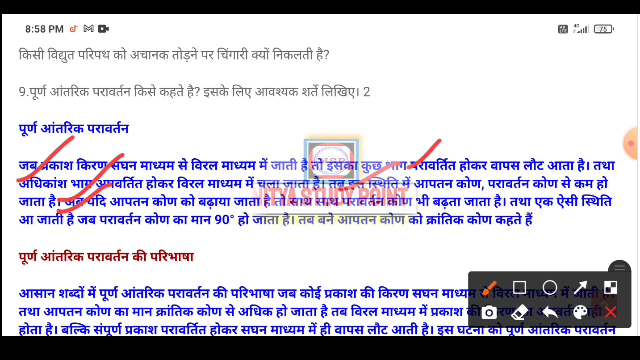 8:58 PM
75
किसी विद्युत परिपथ को अचानक तोड़ने पर चिंगारी क्यों निकलती है?
9.पूर्ण आंतरिक परावर्तन किसे कहते है? इसके लिए आवश्यक शर्ते लिखिए। 2
पूर्ण आंतरिक परावर्तन
जब प्रकाश किरण सघन माध्यम से विरल माध्यम में जाती है तो इसका कुछ भाग परावर्तित होकर वापस लौट आता है। तथा
अधिकांश भाग अपवर्तित होकर विरल माध्यम में चला जाता है। तब इस स्थिति में आपतन कोण, परावर्तन कोण से कम हो
जाता है। अब यदि आपतन कोण को बढ़ाया जाता है तो साथ साथ परावर्तन कोण भी बढ़ता जाता है। तथा एक ऐसी स्थिति
आ जाती है जब परावर्तन कोण का मान 90° हो जाता है। तब बने आपतन कोण को क्रांतिक कोण कहते हैं
पूर्ण आंतरिक परावर्तन की परिभाषा
आसान शब्दों में पूर्ण आंतरिक परावर्तन की परिभाषा जब कोई प्रकाश की किरण सघन माध्यम से विरल माध्यम में जाती है।
तथा आपतन कोण का मान क्रांतिक कोण से अधिक हो जाता है तब विरल माध्यम में प्रकाश की
होता है। बल्कि संपूर्ण प्रकाश परावर्तित होकर सघन माध्यम में ही वापस लौट आती है। इस घटना को पूर्ण आंतरिक परावर्तन
STUDY POINT